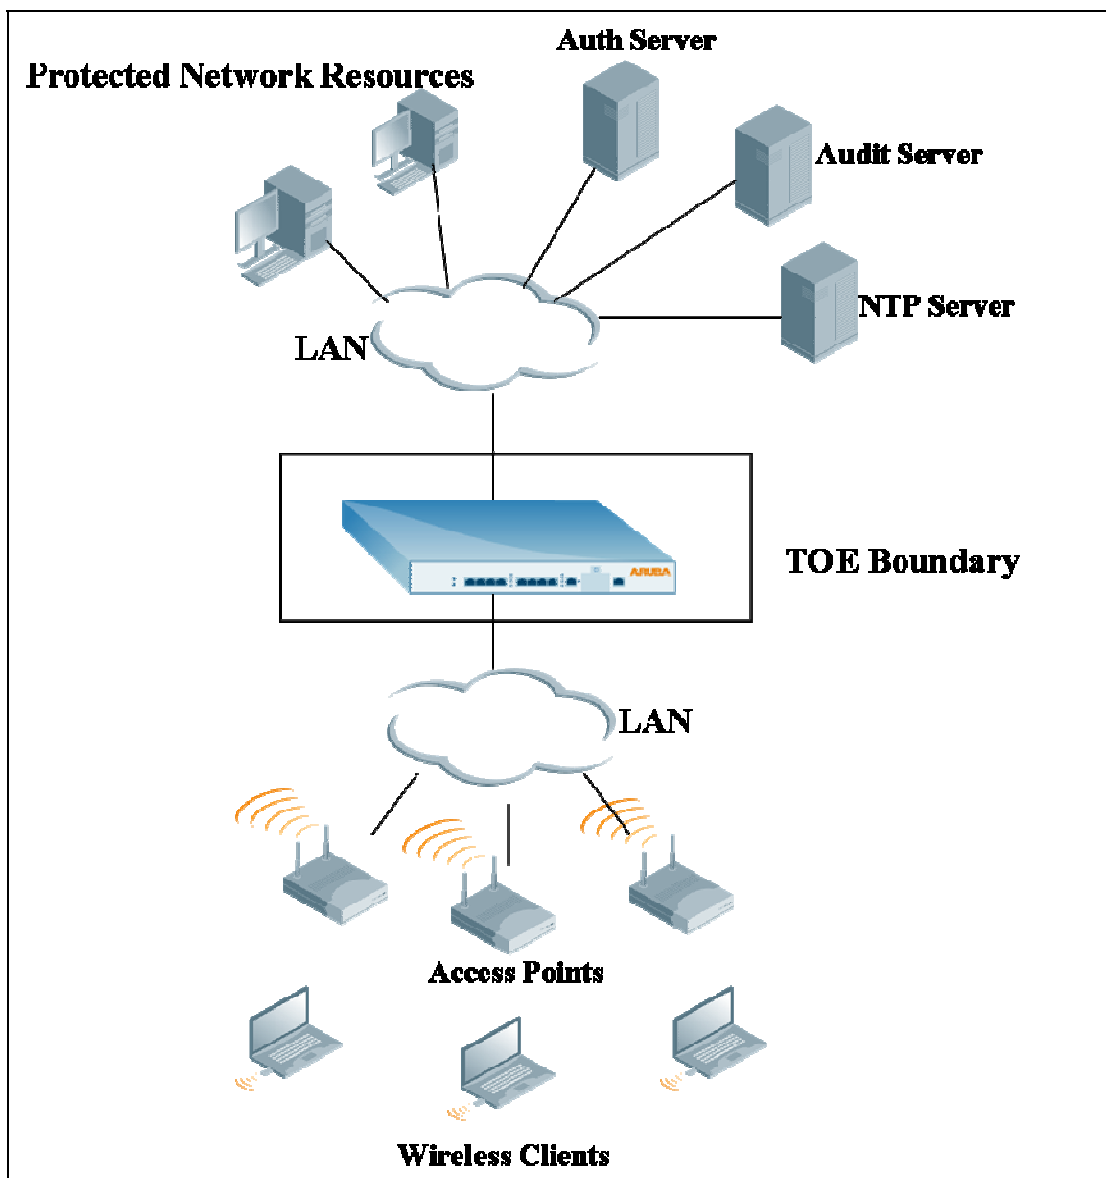 Auth Server
Protected Network Resources
Audit Server
NTP Server
LAN
TOE Boundary
ARUBA
LAN
Access Points
Wireless Clients